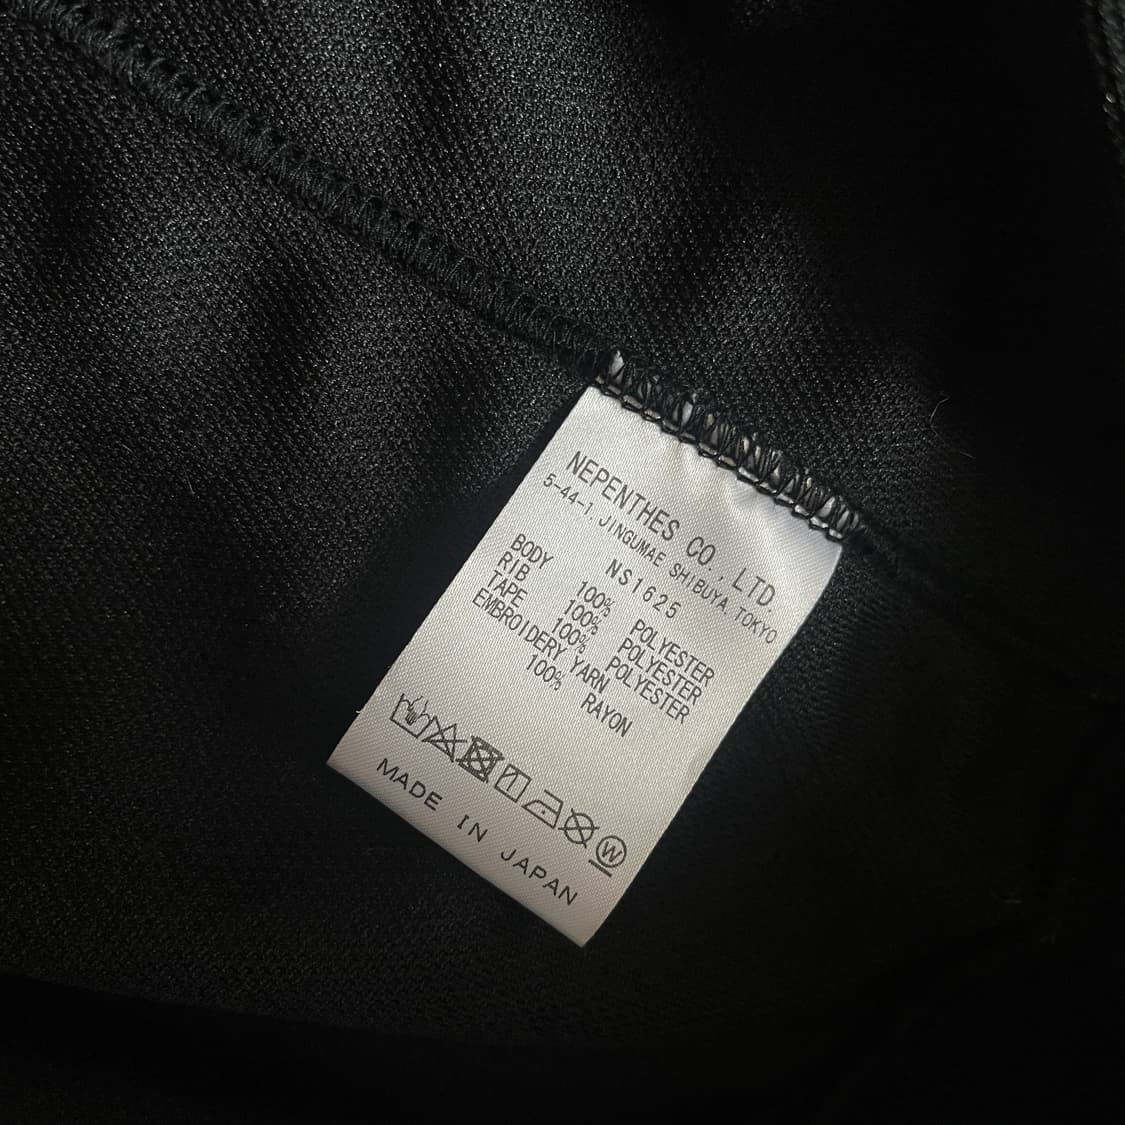 NEPENTHES CO., LTD.
5-44-1, JINGUMAE SHIBUYA TOKYO
NS1625
BODY 100% POLYESTER
RIB 100% POLYESTER
TAPE 100% POLYESTER
EMBROIDERY YARN
100% RAYON
W
MADE IN JAPAN